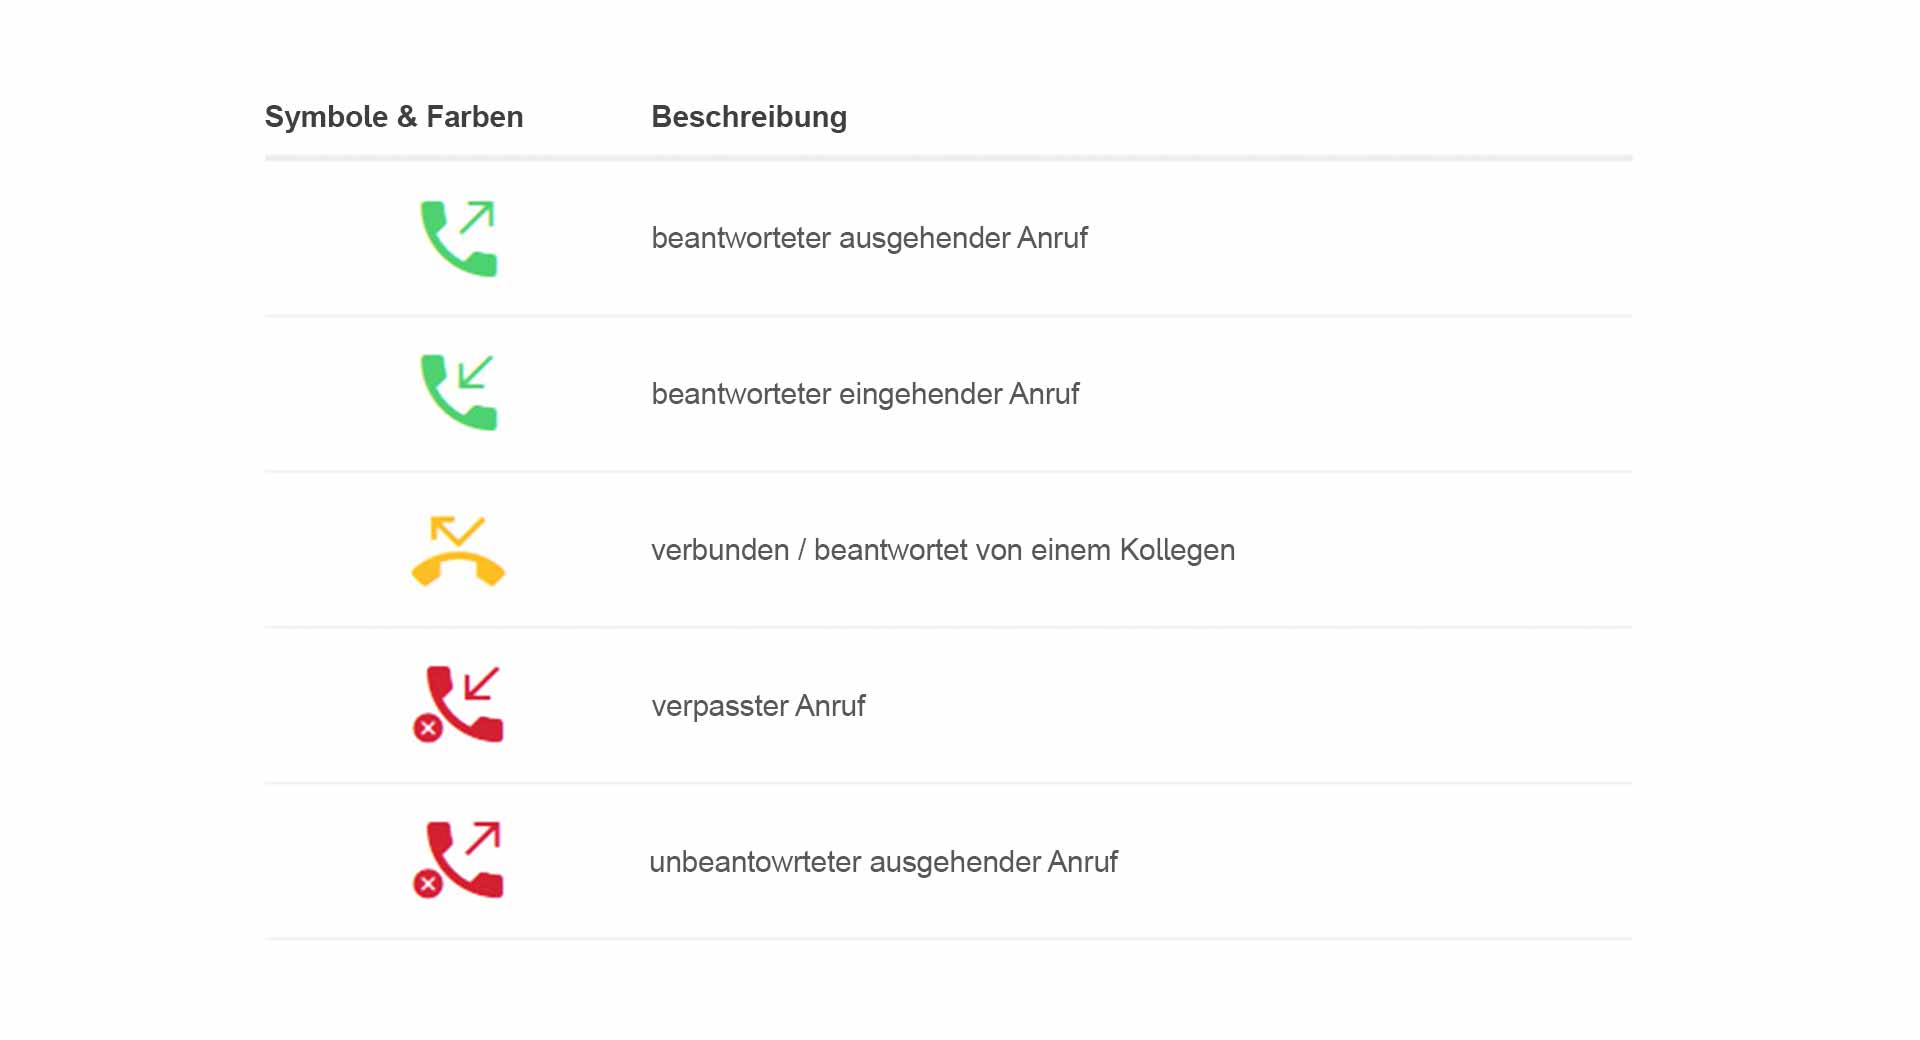 Symbole & Farben Beschreibung
beantworteter ausgehender Anruf
beantworteter eingehender Anruf
verbunden / beantwortet von einem Kollegen
verpasster Anruf
unbeantowrteter ausgehender Anruf